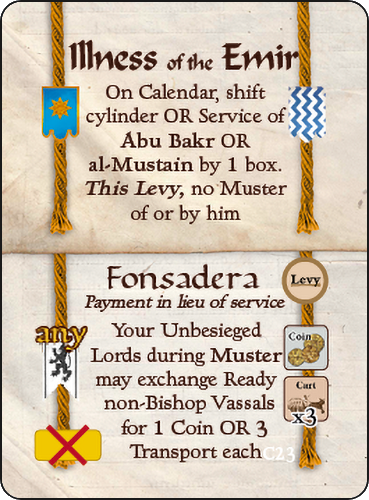 Illness of the Emir
On Calendar, shift
cylinder OR Service of
Abu Bakr OR
al-Mustain by 1 box.
This Levy, no Muster
of or by him
Fonsadera
Levy
Payment in lieu of service
any
Your Unbesieged
Lords during Muster
may exchange Ready
non-Bishop Vassals
for 1 Coin OR 3
Transport each
Coin
Cart
x3
C23